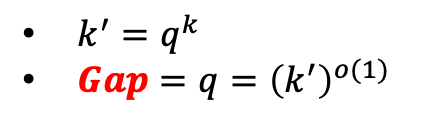 • k′ = q^k
• Gap = q = (k′)^{o(1)}